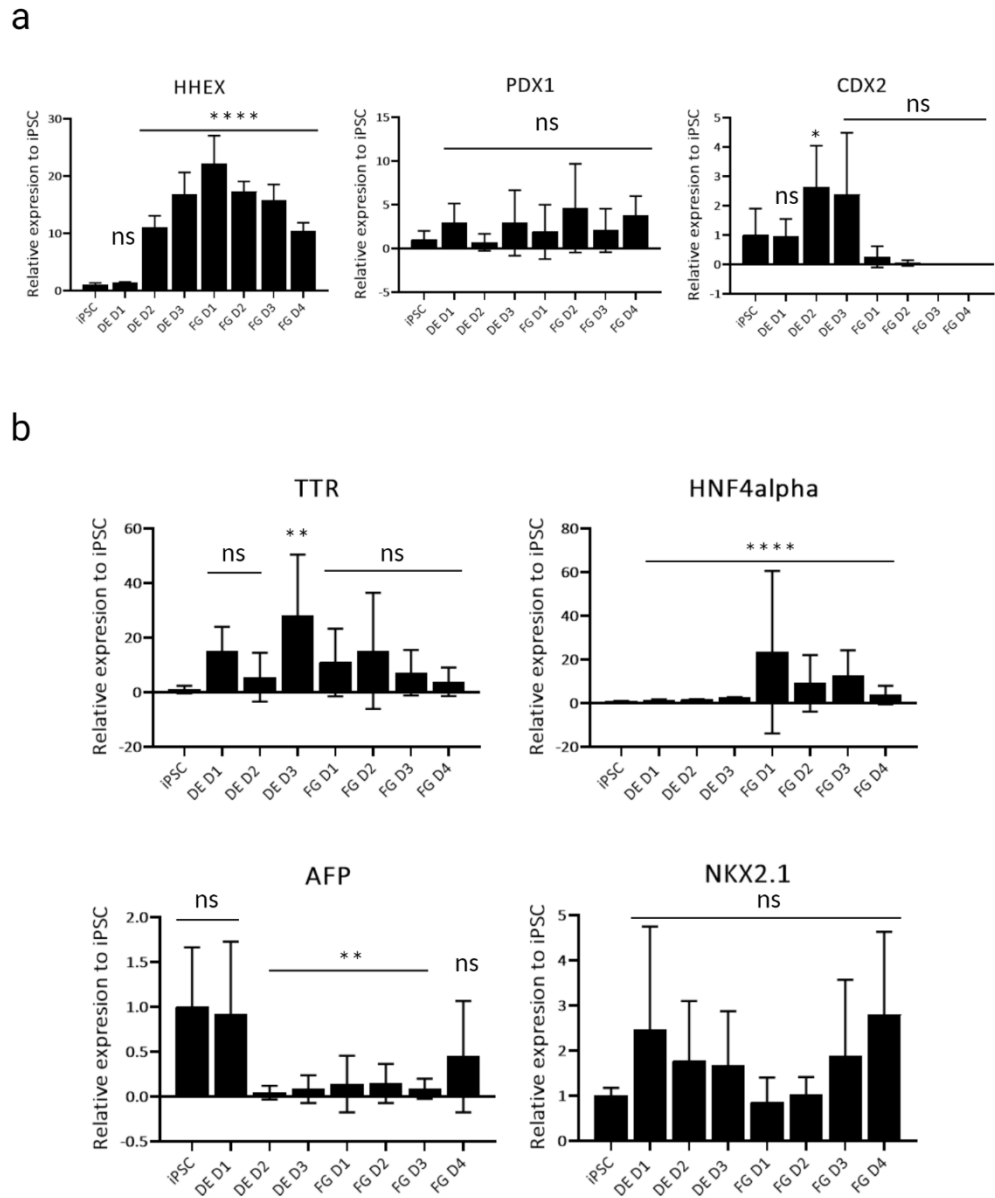 a
HHEX
Relative expresion to iPSC
30
20
10
0
ns
****
iPSC
DE D1
DE D2
DE D3
FG D1
FG D2
FG D3
FG D4
PDX1
Relative expresion to iPSC
15
10
5
0
-5
ns
iPSC
DE D1
DE D2
DE D3
FG D1
FG D2
FG D3
FG D4
CDX2
Relative expresion to iPSC
5
4
3
2
1
0
-1
ns
*
ns
iPSC
DE D1
DE D2
DE D3
FG D1
FG D2
FG D3
FG D4
b
TTR
Relative expresion to iPSC
60
40
20
0
-20
ns
**
ns
iPSC
DE D1
DE D2
DE D3
FG D1
FG D2
FG D3
FG D4
HNF4alpha
Relative expresion to iPSC
80
60
40
20
0
-20
****
iPSC
DE D1
DE D2
DE D3
FG D1
FG D2
FG D3
FG D4
AFP
Relative expresion to iPSC
2.0
1.5
1.0
0.5
0.0
-0.5
ns
**
ns
iPSC
DE D1
DE D2
DE D3
FG D1
FG D2
FG D3
FG D4
NKX2.1
Relative expresion to iPSC
5
4
3
2
1
0
ns
iPSC
DE D1
DE D2
DE D3
FG D1
FG D2
FG D3
FG D4